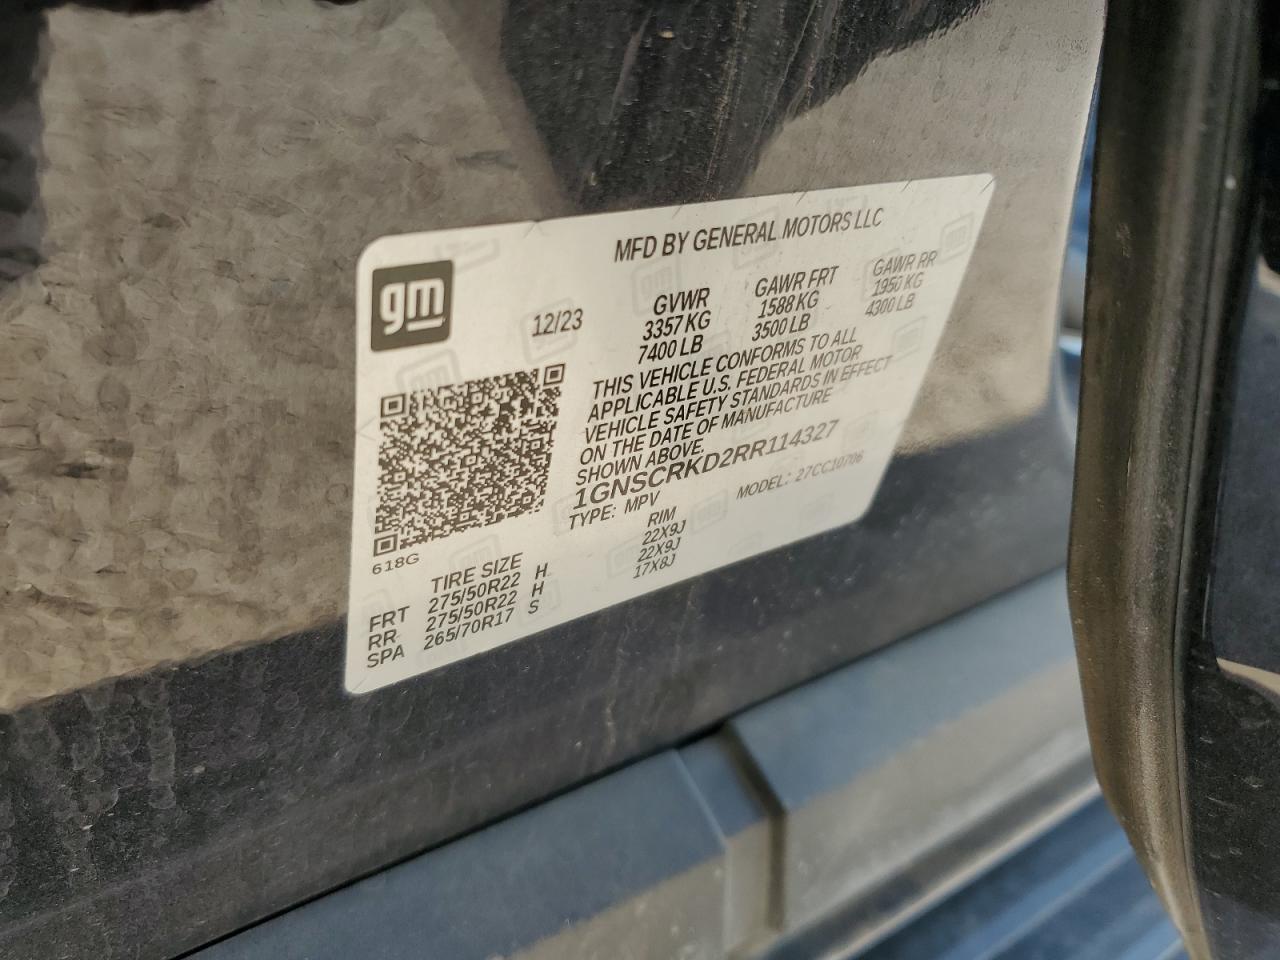 MFD BY GENERAL MOTORS LLC
gm
12/23
GVWR GAWR FRT GAWR RR
3357 KG 1588 KG 1950 KG
7400 LB 3500 LB 4300 LB
THIS VEHICLE CONFORMS TO ALL
APPLICABLE U.S. FEDERAL MOTOR
VEHICLE SAFETY STANDARDS IN EFFECT
ON THE DATE OF MANUFACTURE
SHOWN ABOVE.
1GNSCRKD2RR114327
TYPE: MPV MODEL: 27CC10706
618G
TIRE SIZE RIM
FRT 275/50R22 H 22X9J
RR 275/50R22 H 22X9J
SPA 265/70R17 S 17X8J